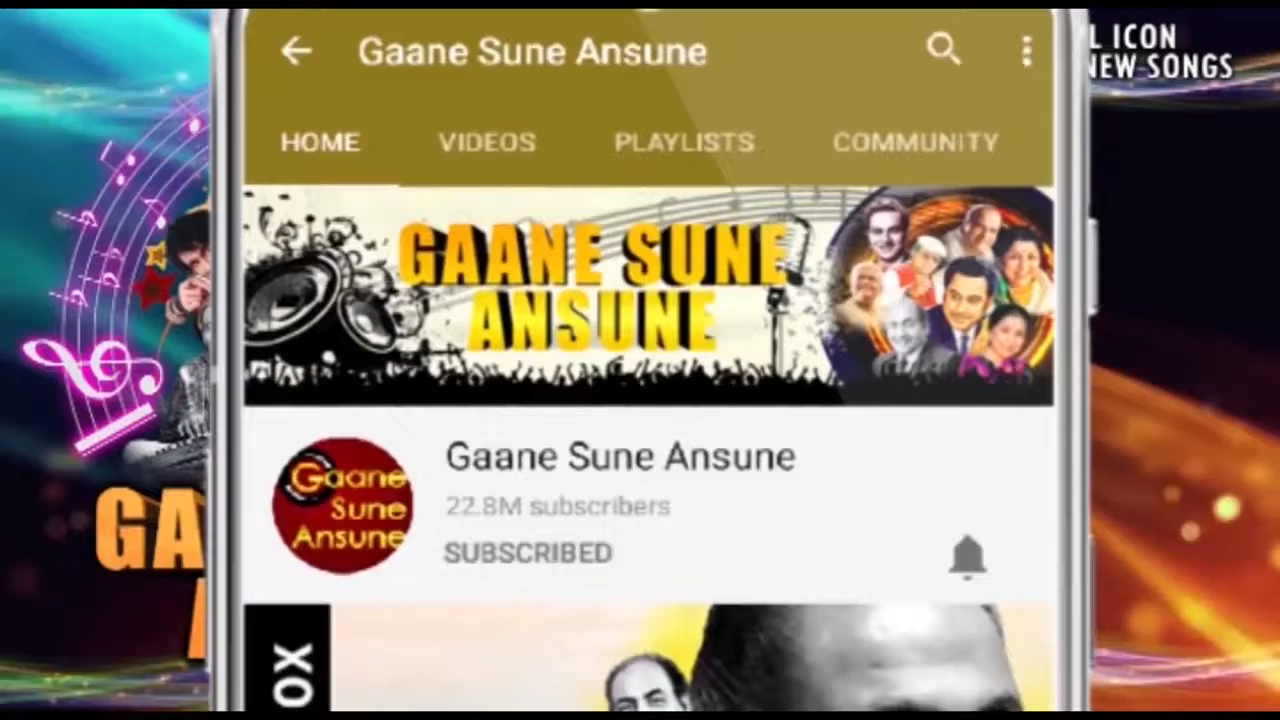 Gaane Sune Ansune
L ICON
NEW SONGS
HOME VIDEOS PLAYLISTS COMMUNITY
GAANE SUNE
ANSUNE
Gaane
Sune
Ansune
Gaane Sune Ansune
22.8M subscribers
SUBSCRIBED
GA
OX